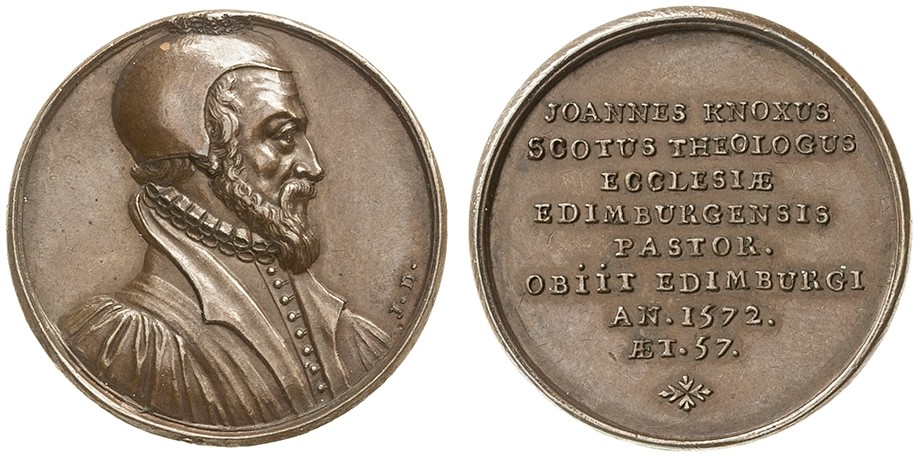 .J.D.
JOANNES KNOXUS
SCOTUS THEOLOGUS
ECCLESIÆ
EDIMBURGENSIS
PASTOR.
OBIIT EDIMBURGI
AN. 1572.
ÆT. 57.